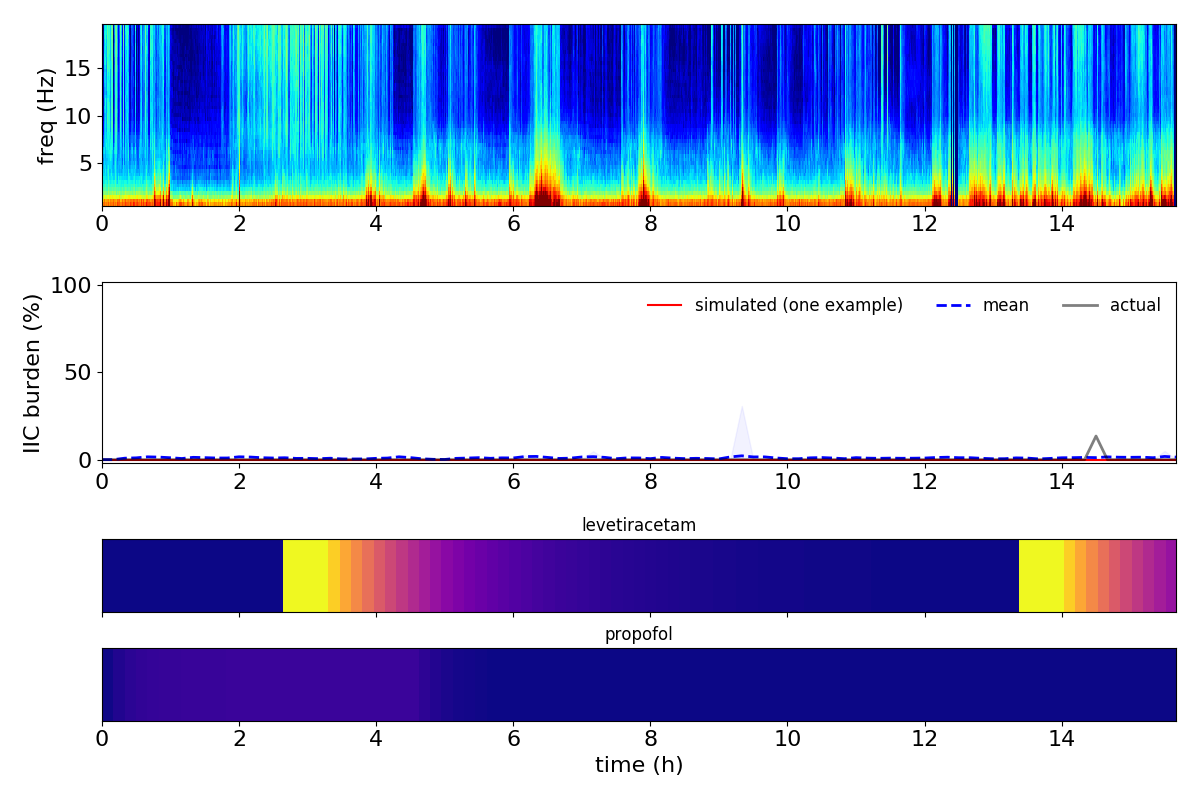 freq (Hz)
15
10
5
0 2 4 6 8 10 12 14
IIC burden (%)
100
50
0
simulated (one example) mean actual
0 2 4 6 8 10 12 14
levetiracetam
propofol
0 2 4 6 8 10 12 14
time (h)